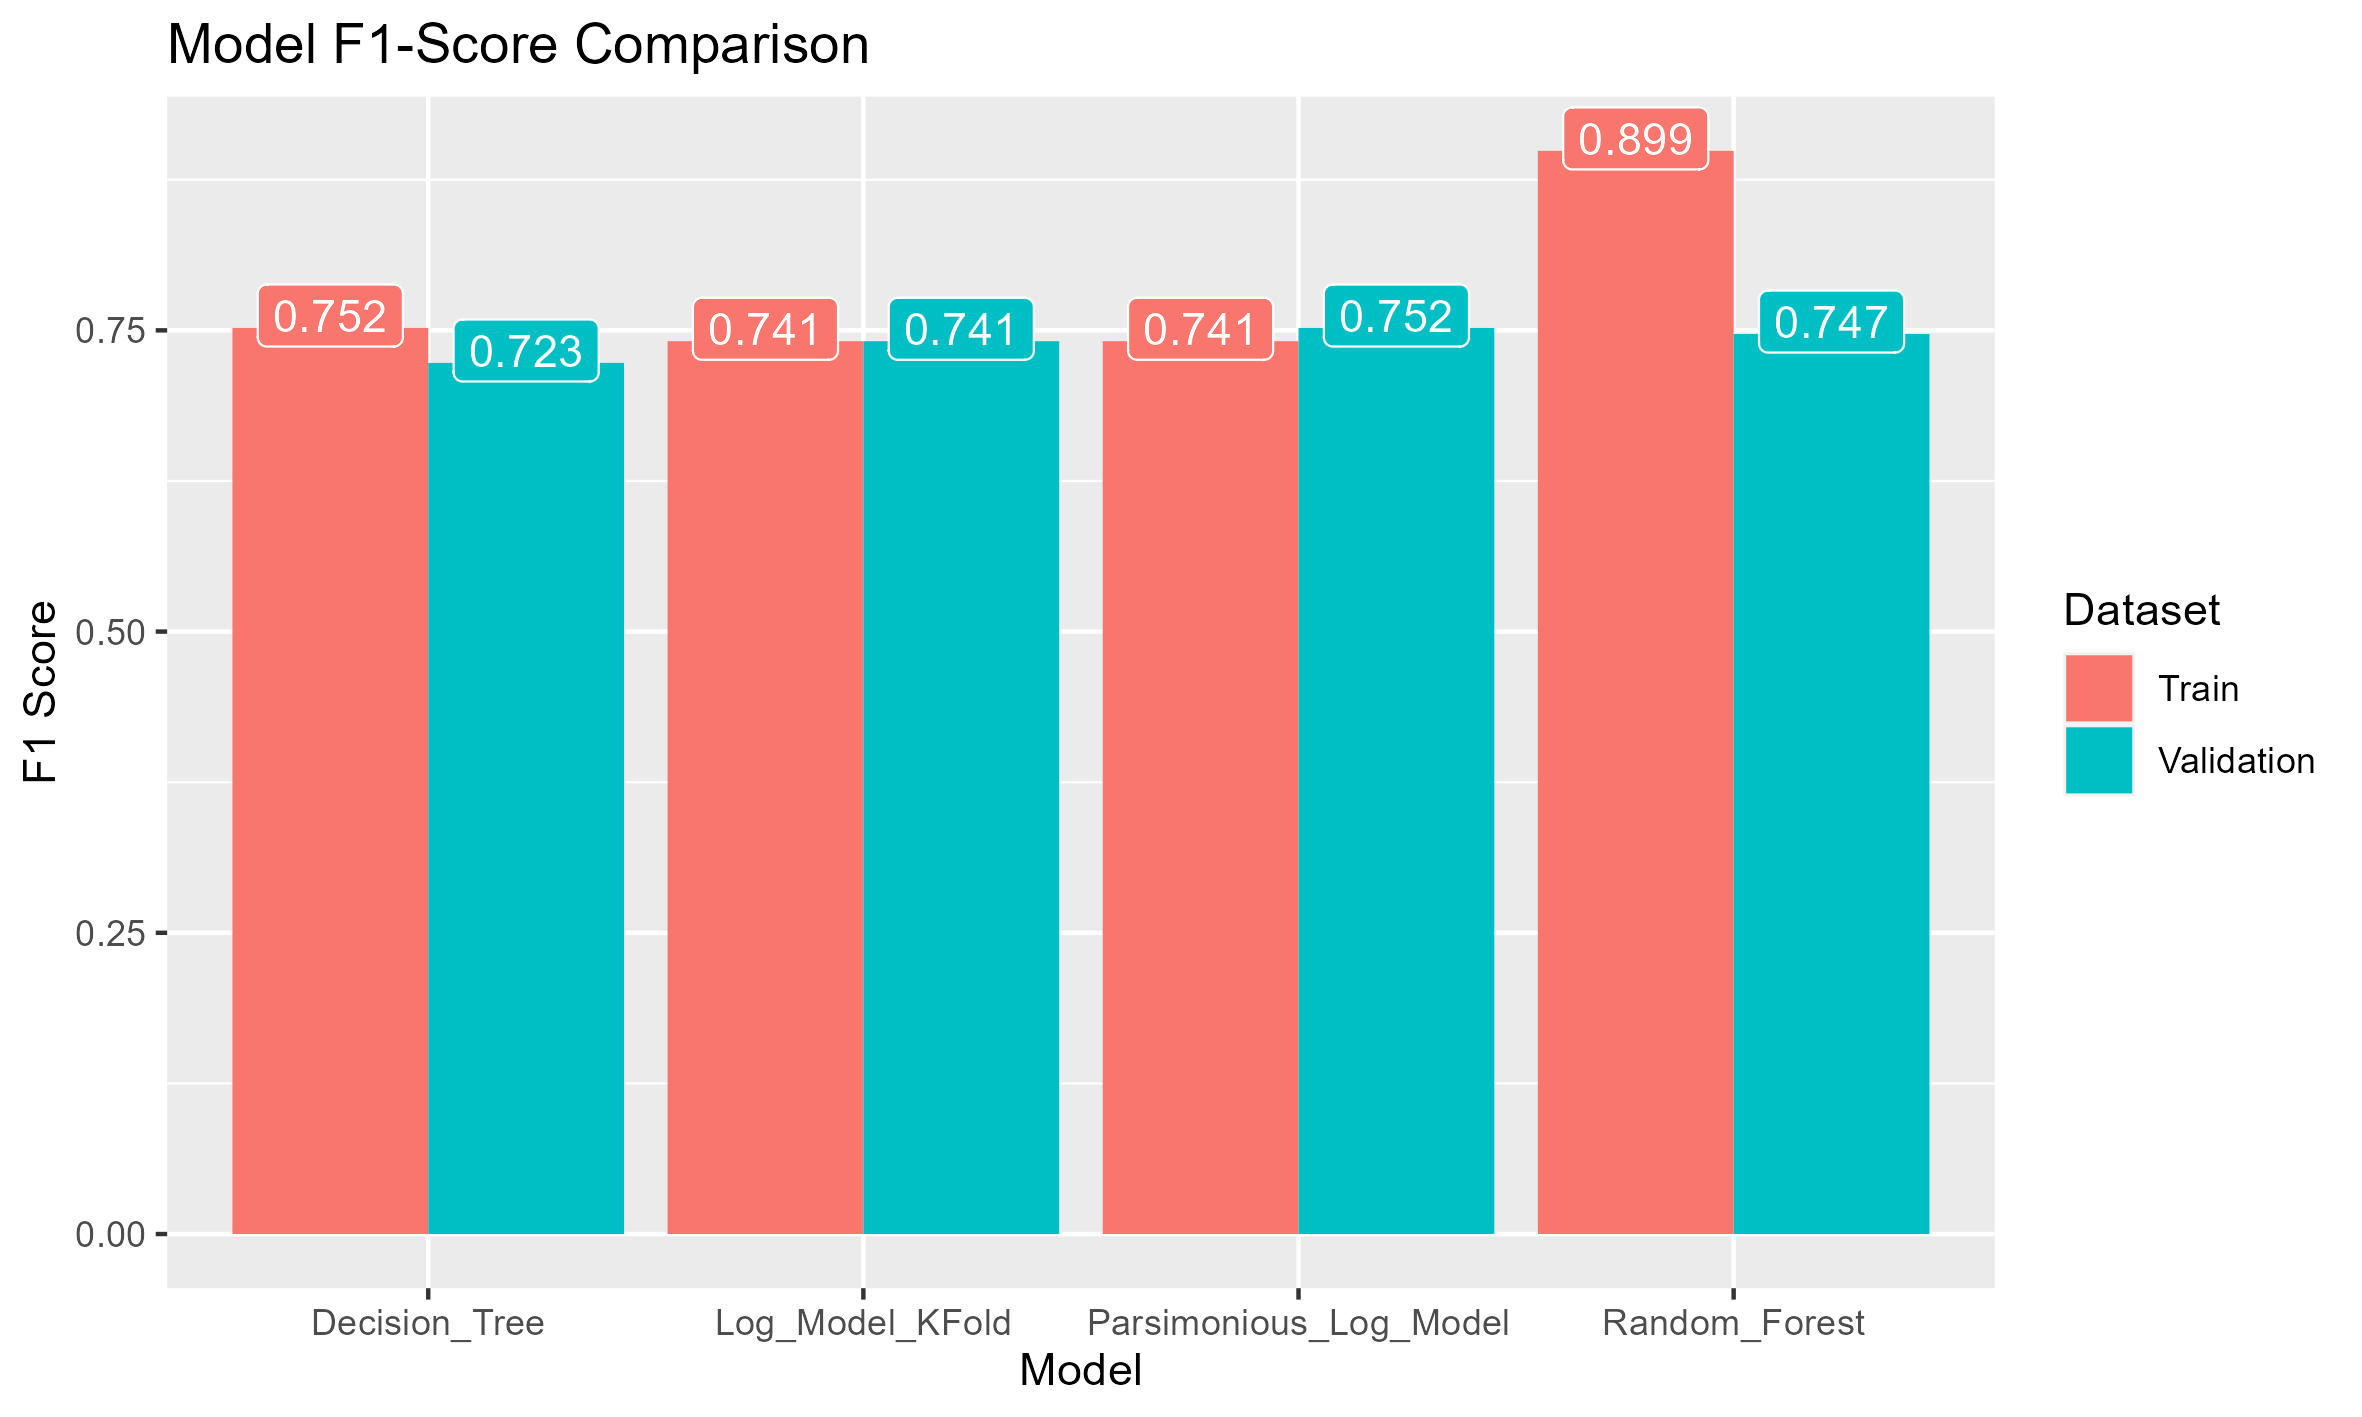 Model F1-Score Comparison
F1 Score
0.75
0.50
0.25
0.00
0.752
0.723
0.741
0.741
0.741
0.752
0.899
0.747
Decision_Tree
Log_Model_KFold
Parsimonious_Log_Model
Random_Forest
Model
Dataset
Train
Validation